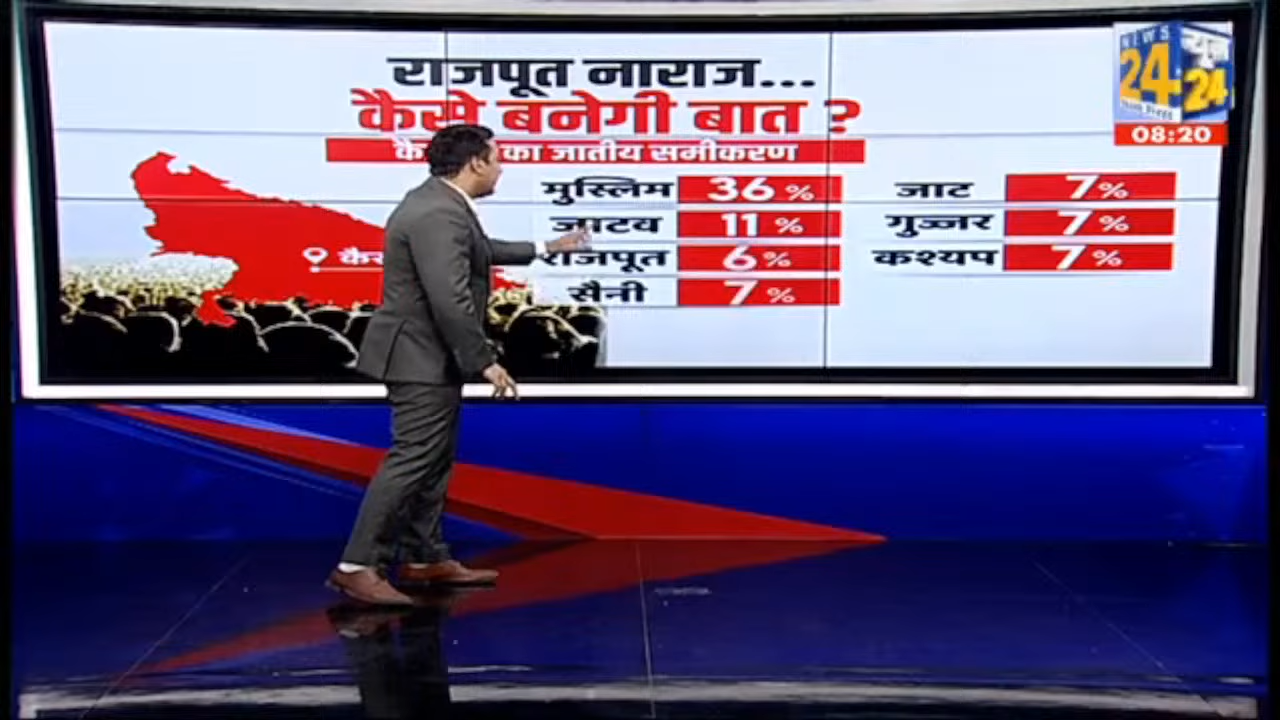 राजपूत नाराज...
कैसे बनेगी बात ?
का जातीय समीकरण
मुस्लिम 36 %
जाटव 11 %
राजपूत 6 %
सैनी 7 %
जाट 7%
गुज्जर 7%
कश्यप 7%
NEWS
24
24
08:20